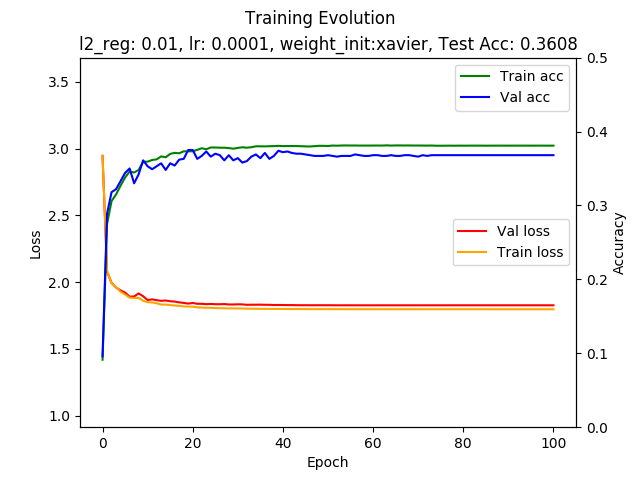 Training Evolution
l2_reg: 0.01, lr: 0.0001, weight_init:xavier, Test Acc: 0.3608
3.5
3.0
2.5
2.0
1.5
1.0
Loss
0
20
40
60
80
100
Epoch
0.5
0.4
0.3
0.2
0.1
0.0
Accuracy
Train acc
Val acc
Val loss
Train loss